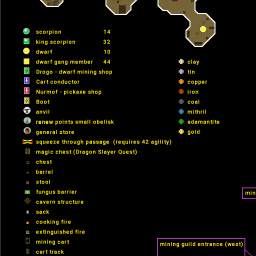 scorpion 14
king scorpion 32
dwarf 10
dwarf gang member 44
Drogo - dwarf mining shop
Cart conductor
Nurmof - pickaxe shop
Boot
anvil
renew points small obelisk
general store
squeeze through passage (requires 42 agility)
magic chest (Dragon Slayer Quest)
chest
barrel
stool
fungus barrier
cavern structure
sack
cooking fire
extinguished fire
mining cart
cart track
clay
tin
copper
iron
coal
mithril
adamantite
gold
min
mining guild entrance (west)